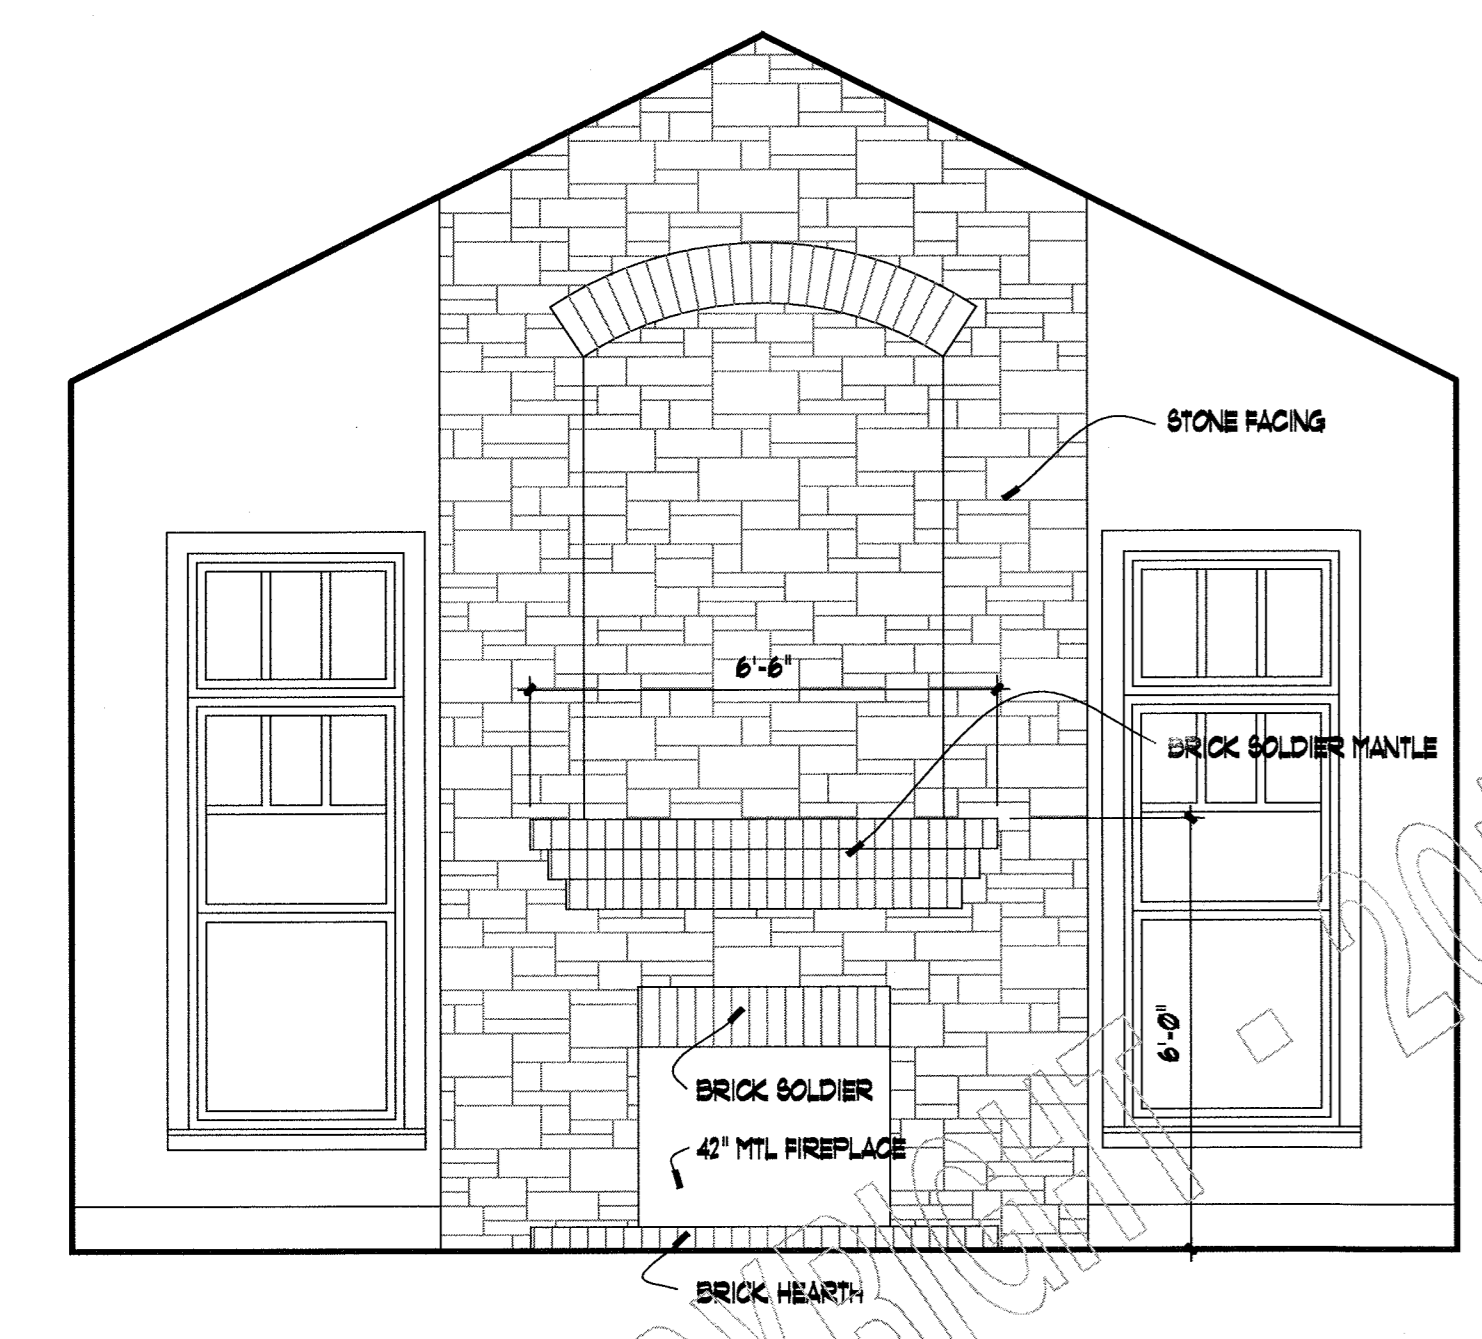 STONE FACING
6'-6"
BRICK SOLDIER MANTLE
6'-0"
BRICK SOLDIER
42" MTL FIREPLACE
BRICK HEARTH